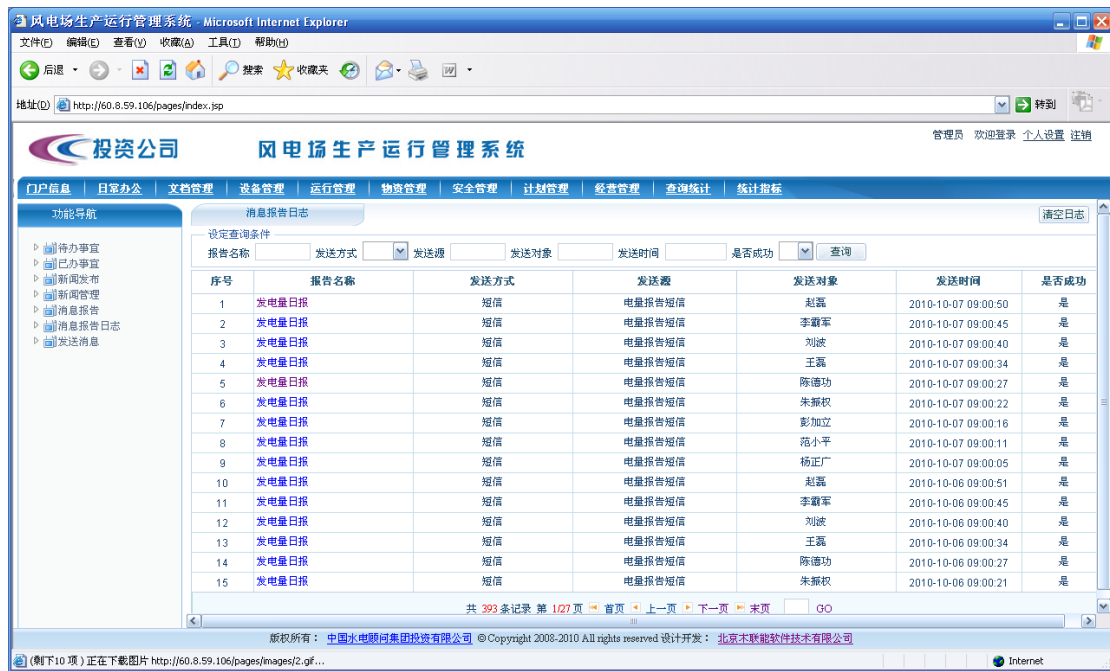 风电场生产运行管理系统 - Microsoft Internet Explorer
文件(F) 编辑(E) 查看(V) 收藏(A) 工具(T) 帮助(H)
后退 搜索 收藏夹
地址(D) http://60.8.59.106/pages/index.jsp 转到
管理员 欢迎登录 个人设置 注销
投资公司 风电场生产运行管理系统
门户信息 日常办公 文档管理 设备管理 运行管理 物资管理 安全管理 计划管理 经营管理 查询统计 统计指标
功能导航 消息报告日志 清空日志
待办事宜
已办事宜
新闻发布
新闻管理
消息报告
消息报告日志
发送消息
设定查询条件
报告名称 发送方式 发送源 发送对象 发送时间 是否成功 查询
序号 报告名称 发送方式 发送源 发送对象 发送时间 是否成功
1 发电量日报 短信 电量报告短信 赵磊 2010-10-07 09:00:50 是
2 发电量日报 短信 电量报告短信 李霸军 2010-10-07 09:00:45 是
3 发电量日报 短信 电量报告短信 刘波 2010-10-07 09:00:40 是
4 发电量日报 短信 电量报告短信 王磊 2010-10-07 09:00:34 是
5 发电量日报 短信 电量报告短信 陈德功 2010-10-07 09:00:27 是
6 发电量日报 短信 电量报告短信 朱振权 2010-10-07 09:00:22 是
7 发电量日报 短信 电量报告短信 彭加立 2010-10-07 09:00:16 是
8 发电量日报 短信 电量报告短信 范小平 2010-10-07 09:00:11 是
9 发电量日报 短信 电量报告短信 杨正广 2010-10-07 09:00:05 是
10 发电量日报 短信 电量报告短信 赵磊 2010-10-06 09:00:51 是
11 发电量日报 短信 电量报告短信 李霸军 2010-10-06 09:00:45 是
12 发电量日报 短信 电量报告短信 刘波 2010-10-06 09:00:40 是
13 发电量日报 短信 电量报告短信 王磊 2010-10-06 09:00:34 是
14 发电量日报 短信 电量报告短信 陈德功 2010-10-06 09:00:27 是
15 发电量日报 短信 电量报告短信 朱振权 2010-10-06 09:00:21 是
共 393 条记录 第 1/27 页 首页 上一页 下一页 末页 GO
版权所有： 中国水电顾问集团投资有限公司 ©Copyright 2008-2010 All rights reserved 设计开发： 北京木联能软件技术有限公司
(剩下10 项) 正在下载图片 http://60.8.59.106/pages/images/2.gif... Internet